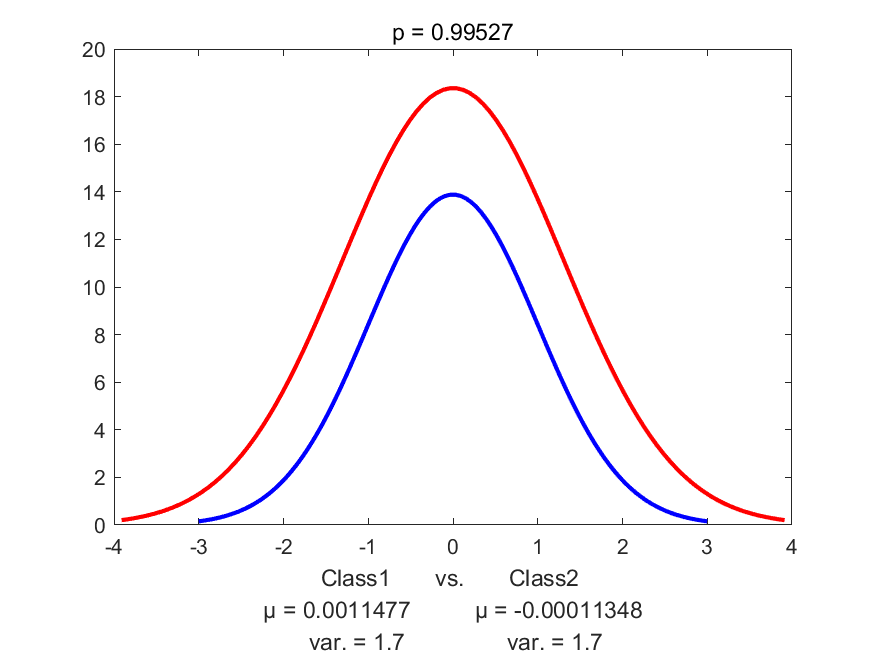 p = 0.99527
20
18
16
14
12
10
8
6
4
2
0
-4 -3 -2 -1 0 1 2 3 4
Class1 vs. Class2
μ = 0.0011477 μ = -0.00011348
var. = 1.7 var. = 1.7